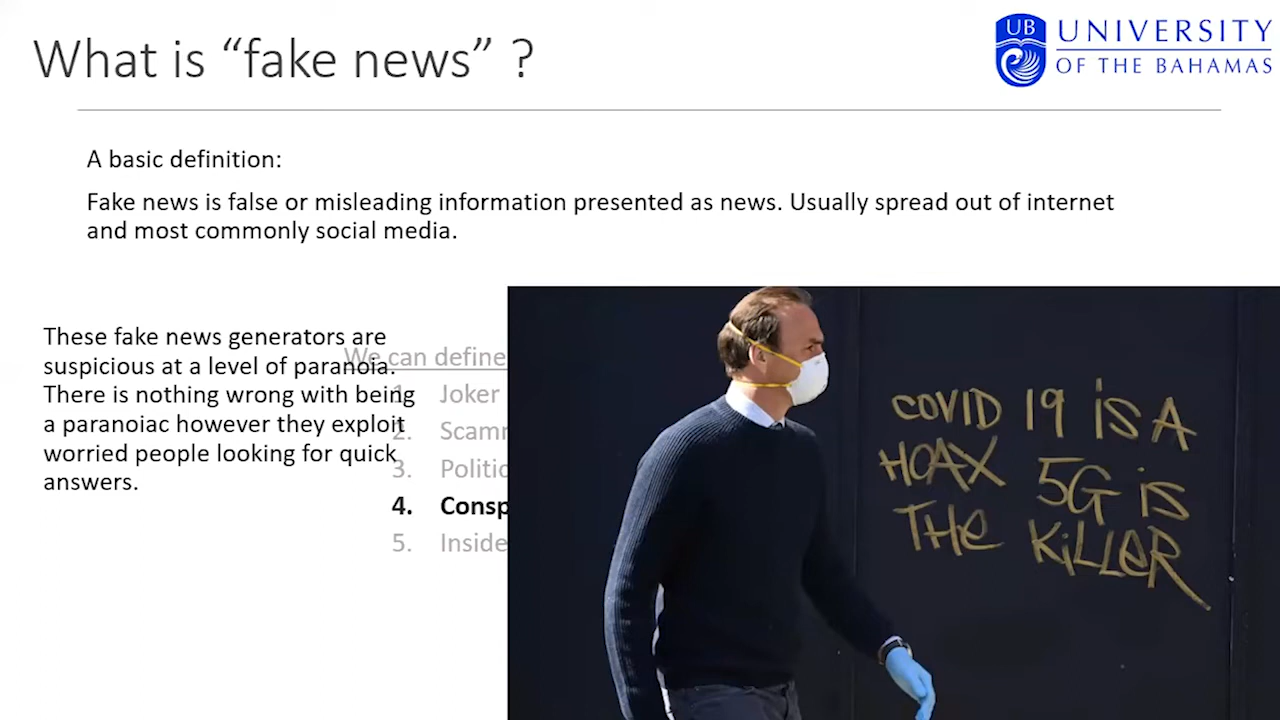 What is “fake news” ?
UB
UNIVERSITY
OF THE BAHAMAS
A basic definition:
Fake news is false or misleading information presented as news. Usually spread out of internet
and most commonly social media.
These fake news generators are
suspicious at a level of paranoia.
There is nothing wrong with being
a paranoiac however they exploit
worried people looking for quick
answers.
We can define
1. Joker
2.
3. Politic
4. Consp
5. Inside
COVID 19 is A
HOAX 5G is
THe KiLLeR